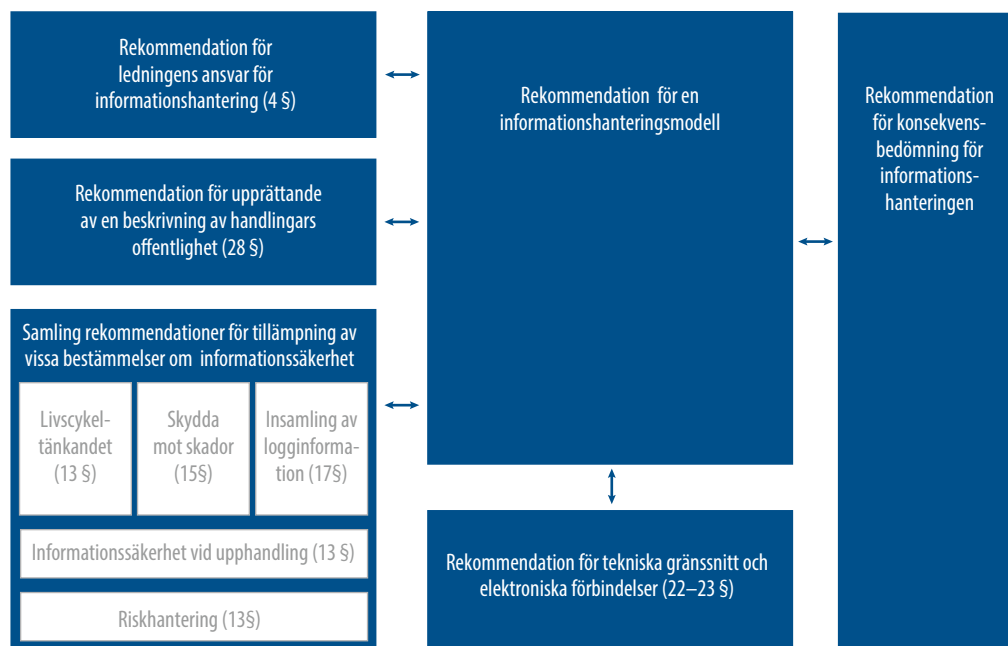 Rekommendation för
ledningens ansvar för
informationshantering (4 §)
Rekommendation för upprättande
av en beskrivning av handlingars
offentlighet (28 §)
Samling rekommendationer för tillämpning av
vissa bestämmelser om informationssäkerhet
Livscykel-
tänkandet
(13 §)
Skydda
mot skador
(15§)
Insamling av
logginforma-
tion (17§)
Informationssäkerhet vid upphandling (13 §)
Riskhantering (13§)
Rekommendation för en
informationshanteringsmodell
Rekommendation för tekniska gränssnitt och
elektroniska förbindelser (22–23 §)
Rekommendation
för konsekvens-
bedömning för
informations-
hanteringen